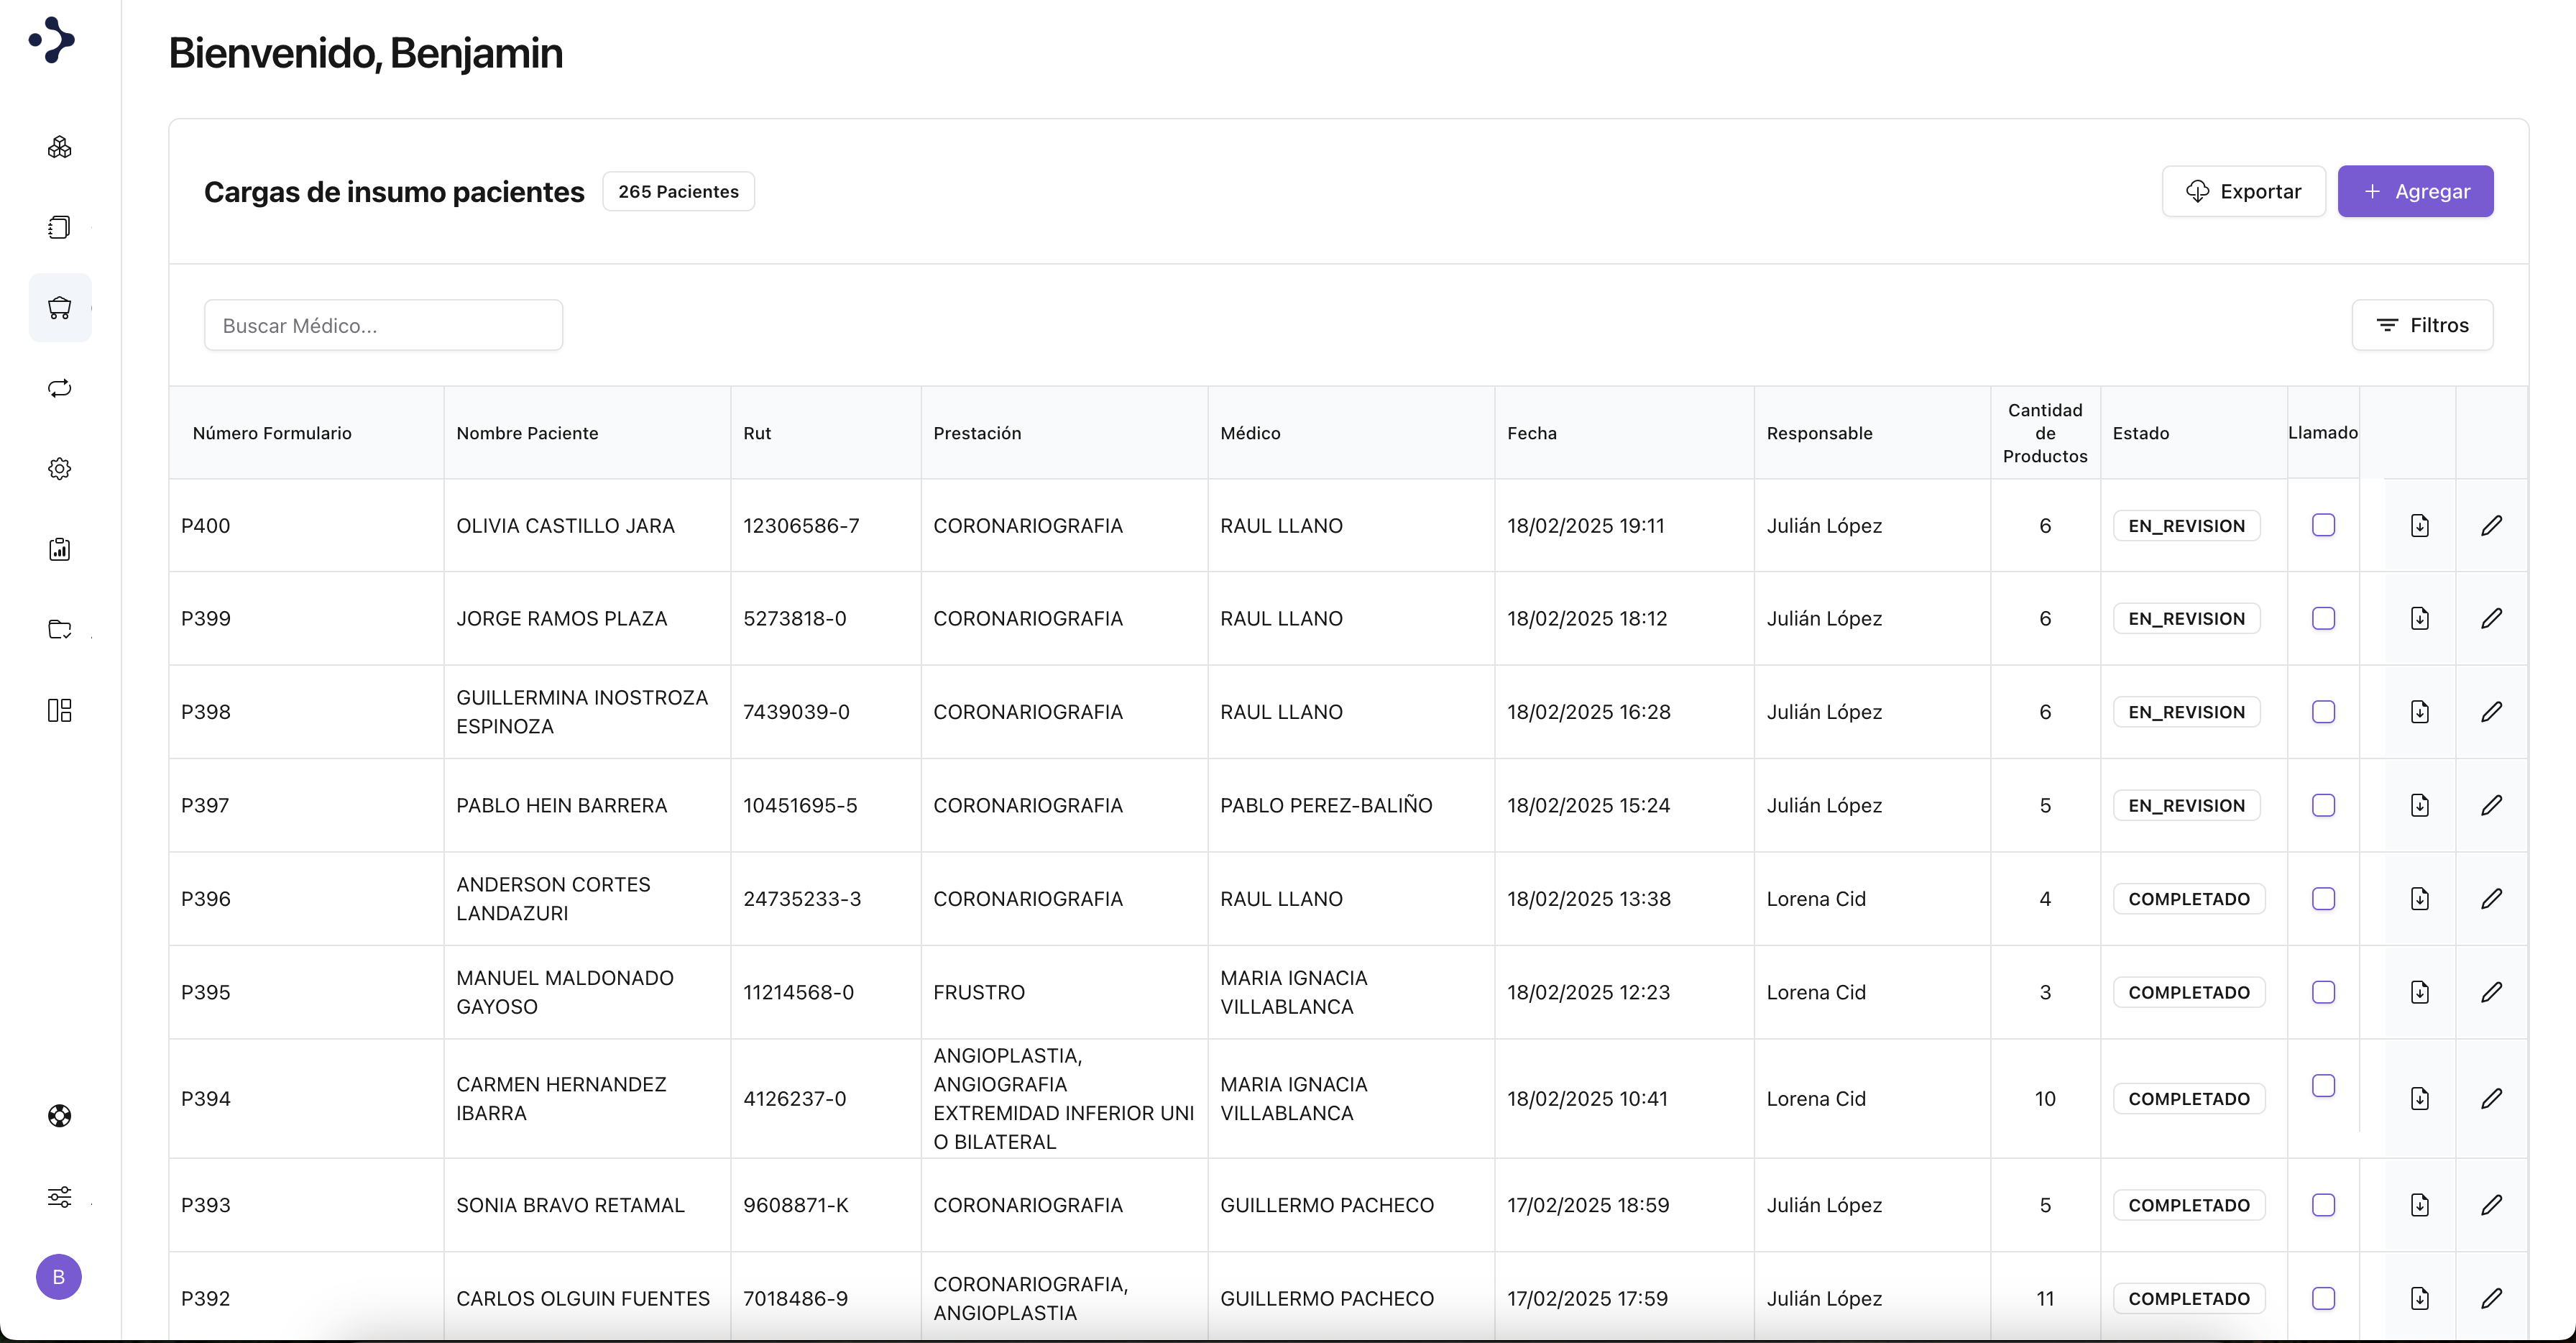 Bienvenido, Benjamin
Cargas de insumo pacientes
265 Pacientes
Exportar
Agregar
Buscar Médico...
Filtros
Número Formulario
Nombre Paciente
Rut
Prestación
Médico
Fecha
Responsable
Cantidad
de
Productos
Estado
Llamado
P400
OLIVIA CASTILLO JARA
12306586-7
CORONARIOGRAFIA
RAUL LLANO
18/02/2025 19:11
Julián López
6
EN_REVISION
P399
JORGE RAMOS PLAZA
5273818-0
CORONARIOGRAFIA
RAUL LLANO
18/02/2025 18:12
Julián López
6
EN_REVISION
P398
GUILLERMINA INOSTROZA
ESPINOZA
7439039-0
CORONARIOGRAFIA
RAUL LLANO
18/02/2025 16:28
Julián López
6
EN_REVISION
P397
PABLO HEIN BARRERA
10451695-5
CORONARIOGRAFIA
PABLO PEREZ-BALIÑO
18/02/2025 15:24
Julián López
5
EN_REVISION
P396
ANDERSON CORTES
LANDAZURI
24735233-3
CORONARIOGRAFIA
RAUL LLANO
18/02/2025 13:38
Lorena Cid
4
COMPLETADO
P395
MANUEL MALDONADO
GAYOSO
11214568-0
FRUSTRO
MARIA IGNACIA
VILLABLANCA
18/02/2025 12:23
Lorena Cid
3
COMPLETADO
P394
CARMEN HERNANDEZ
IBARRA
4126237-0
ANGIOPLASTIA,
ANGIOGRAFIA
EXTREMIDAD INFERIOR UNI
O BILATERAL
MARIA IGNACIA
VILLABLANCA
18/02/2025 10:41
Lorena Cid
10
COMPLETADO
P393
SONIA BRAVO RETAMAL
9608871-K
CORONARIOGRAFIA
GUILLERMO PACHECO
17/02/2025 18:59
Julián López
5
COMPLETADO
P392
CARLOS OLGUIN FUENTES
7018486-9
CORONARIOGRAFIA,
ANGIOPLASTIA
GUILLERMO PACHECO
17/02/2025 17:59
Julián López
11
COMPLETADO
B